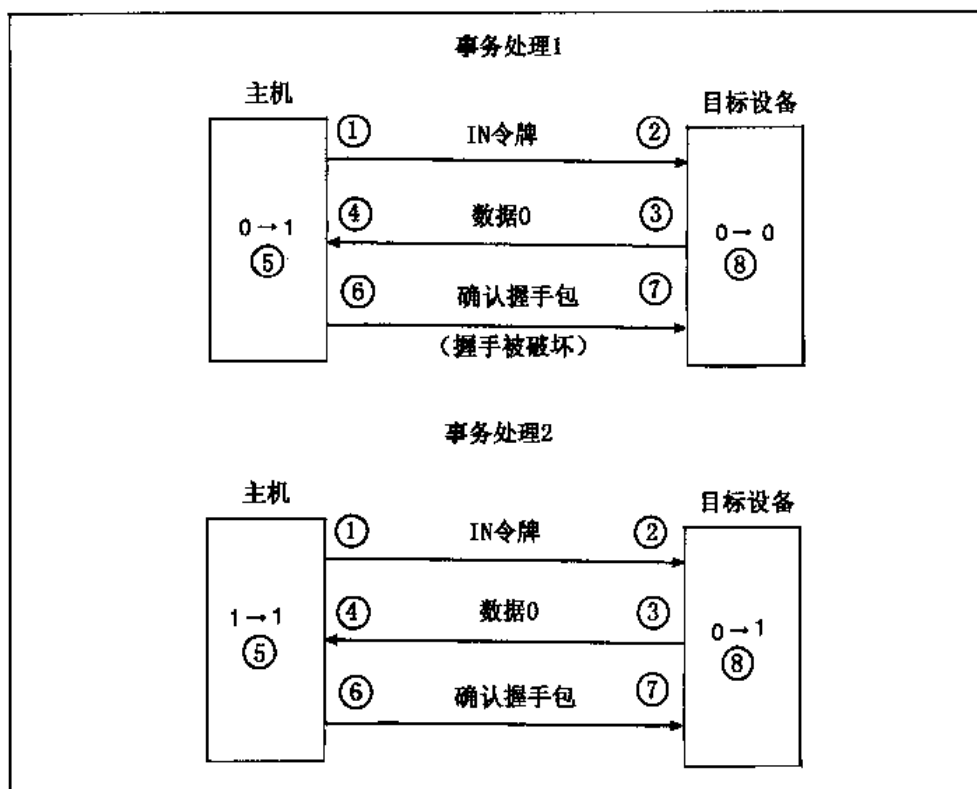 事务处理1
主机 目标设备
① IN令牌 ②
④ 数据0 ③
0→1 0→0
⑤ ⑧
⑥ 确认握手包 ⑦
(握手被破坏)
事务处理2
主机 目标设备
① IN令牌 ②
④ 数据0 ③
1→1 0→1
⑤ ⑧
⑥ 确认握手包 ⑦